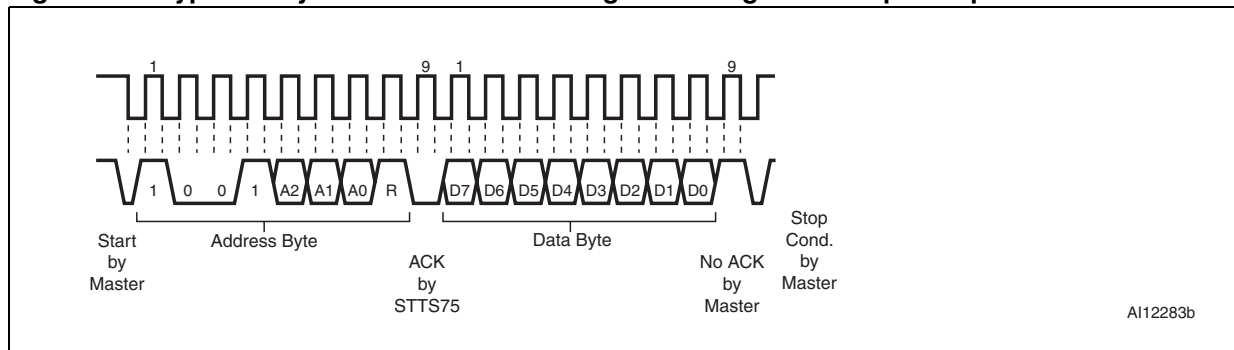 1 9 1 9
1 0 0 1 A2 A1 A0 R D7 D6 D5 D4 D3 D2 D1 D0
Start
by
Master
Address Byte
ACK
by
STTS75
Data Byte
No ACK
by
Master
Stop
Cond.
by
Master
AI12283b